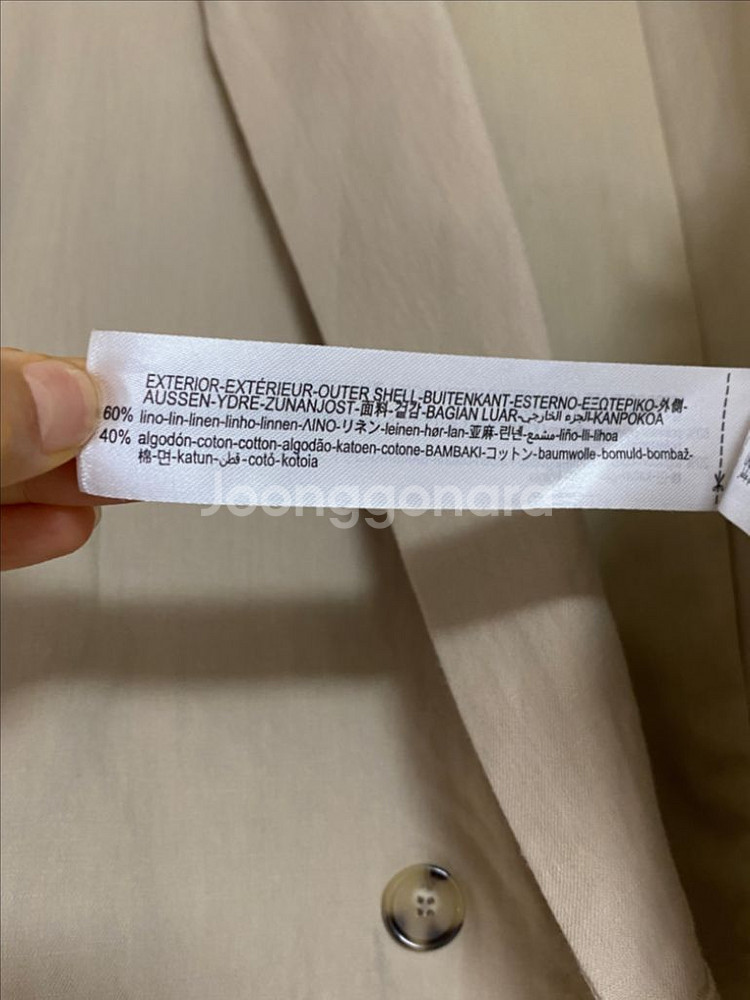 EXTERIOR-EXTÉRIEUR-OUTER SHELL-BUITENKANT-ESTERNO-ΕΞΩΤΕΡΙΚΟ-外側-
AUSSEN-YDRE-ZUNANJOST-面料-겉감-BAGIAN LUAR-الجزء الخارجي-KANPOKOA
60% lino-lin-linen-linho-linnen-ΛΙΝΟ-リネン-leinen-hør-lan-亚麻-린넨-مشمع-liño-lli-lihoa
40% algodón-coton-cotton-algodão-katoen-cotone-BAMBAKI-コットン-baumwolle-bomuld-bombaž-
棉-면-katun-قطن-cotó-kotoia
Joonggonara